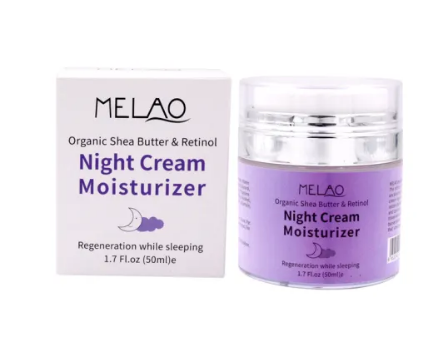 MELAO
Organic Shea Butter & Retinol
Night Cream
Moisturizer
Regeneration while sleeping
1.7 Fl.oz (50ml)e
MELAO
Organic Shea Butter & Retinol
Night Cream
Moisturizer
Regeneration while sleeping
1.7 Fl.oz (50ml)e